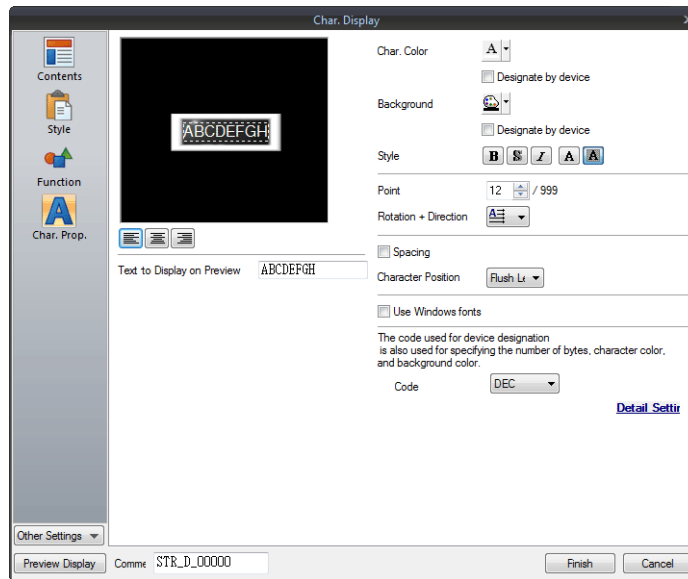 Char. Display
Contents
Style
Function
Char. Prop.
Other Settings
Preview Display
ABCDEFGH
Text to Display on Preview ABCDEFGH
Char. Color A
Designate by device
Background
Designate by device
Style B S I A A
Point 12 / 999
Rotation + Direction A
Spacing
Character Position Flush Le
Use Windows fonts
The code used for device designation
is also used for specifying the number of bytes, character color,
and background color.
Code DEC
Detail Settin
Comme STR_D_00000
Finish Cancel